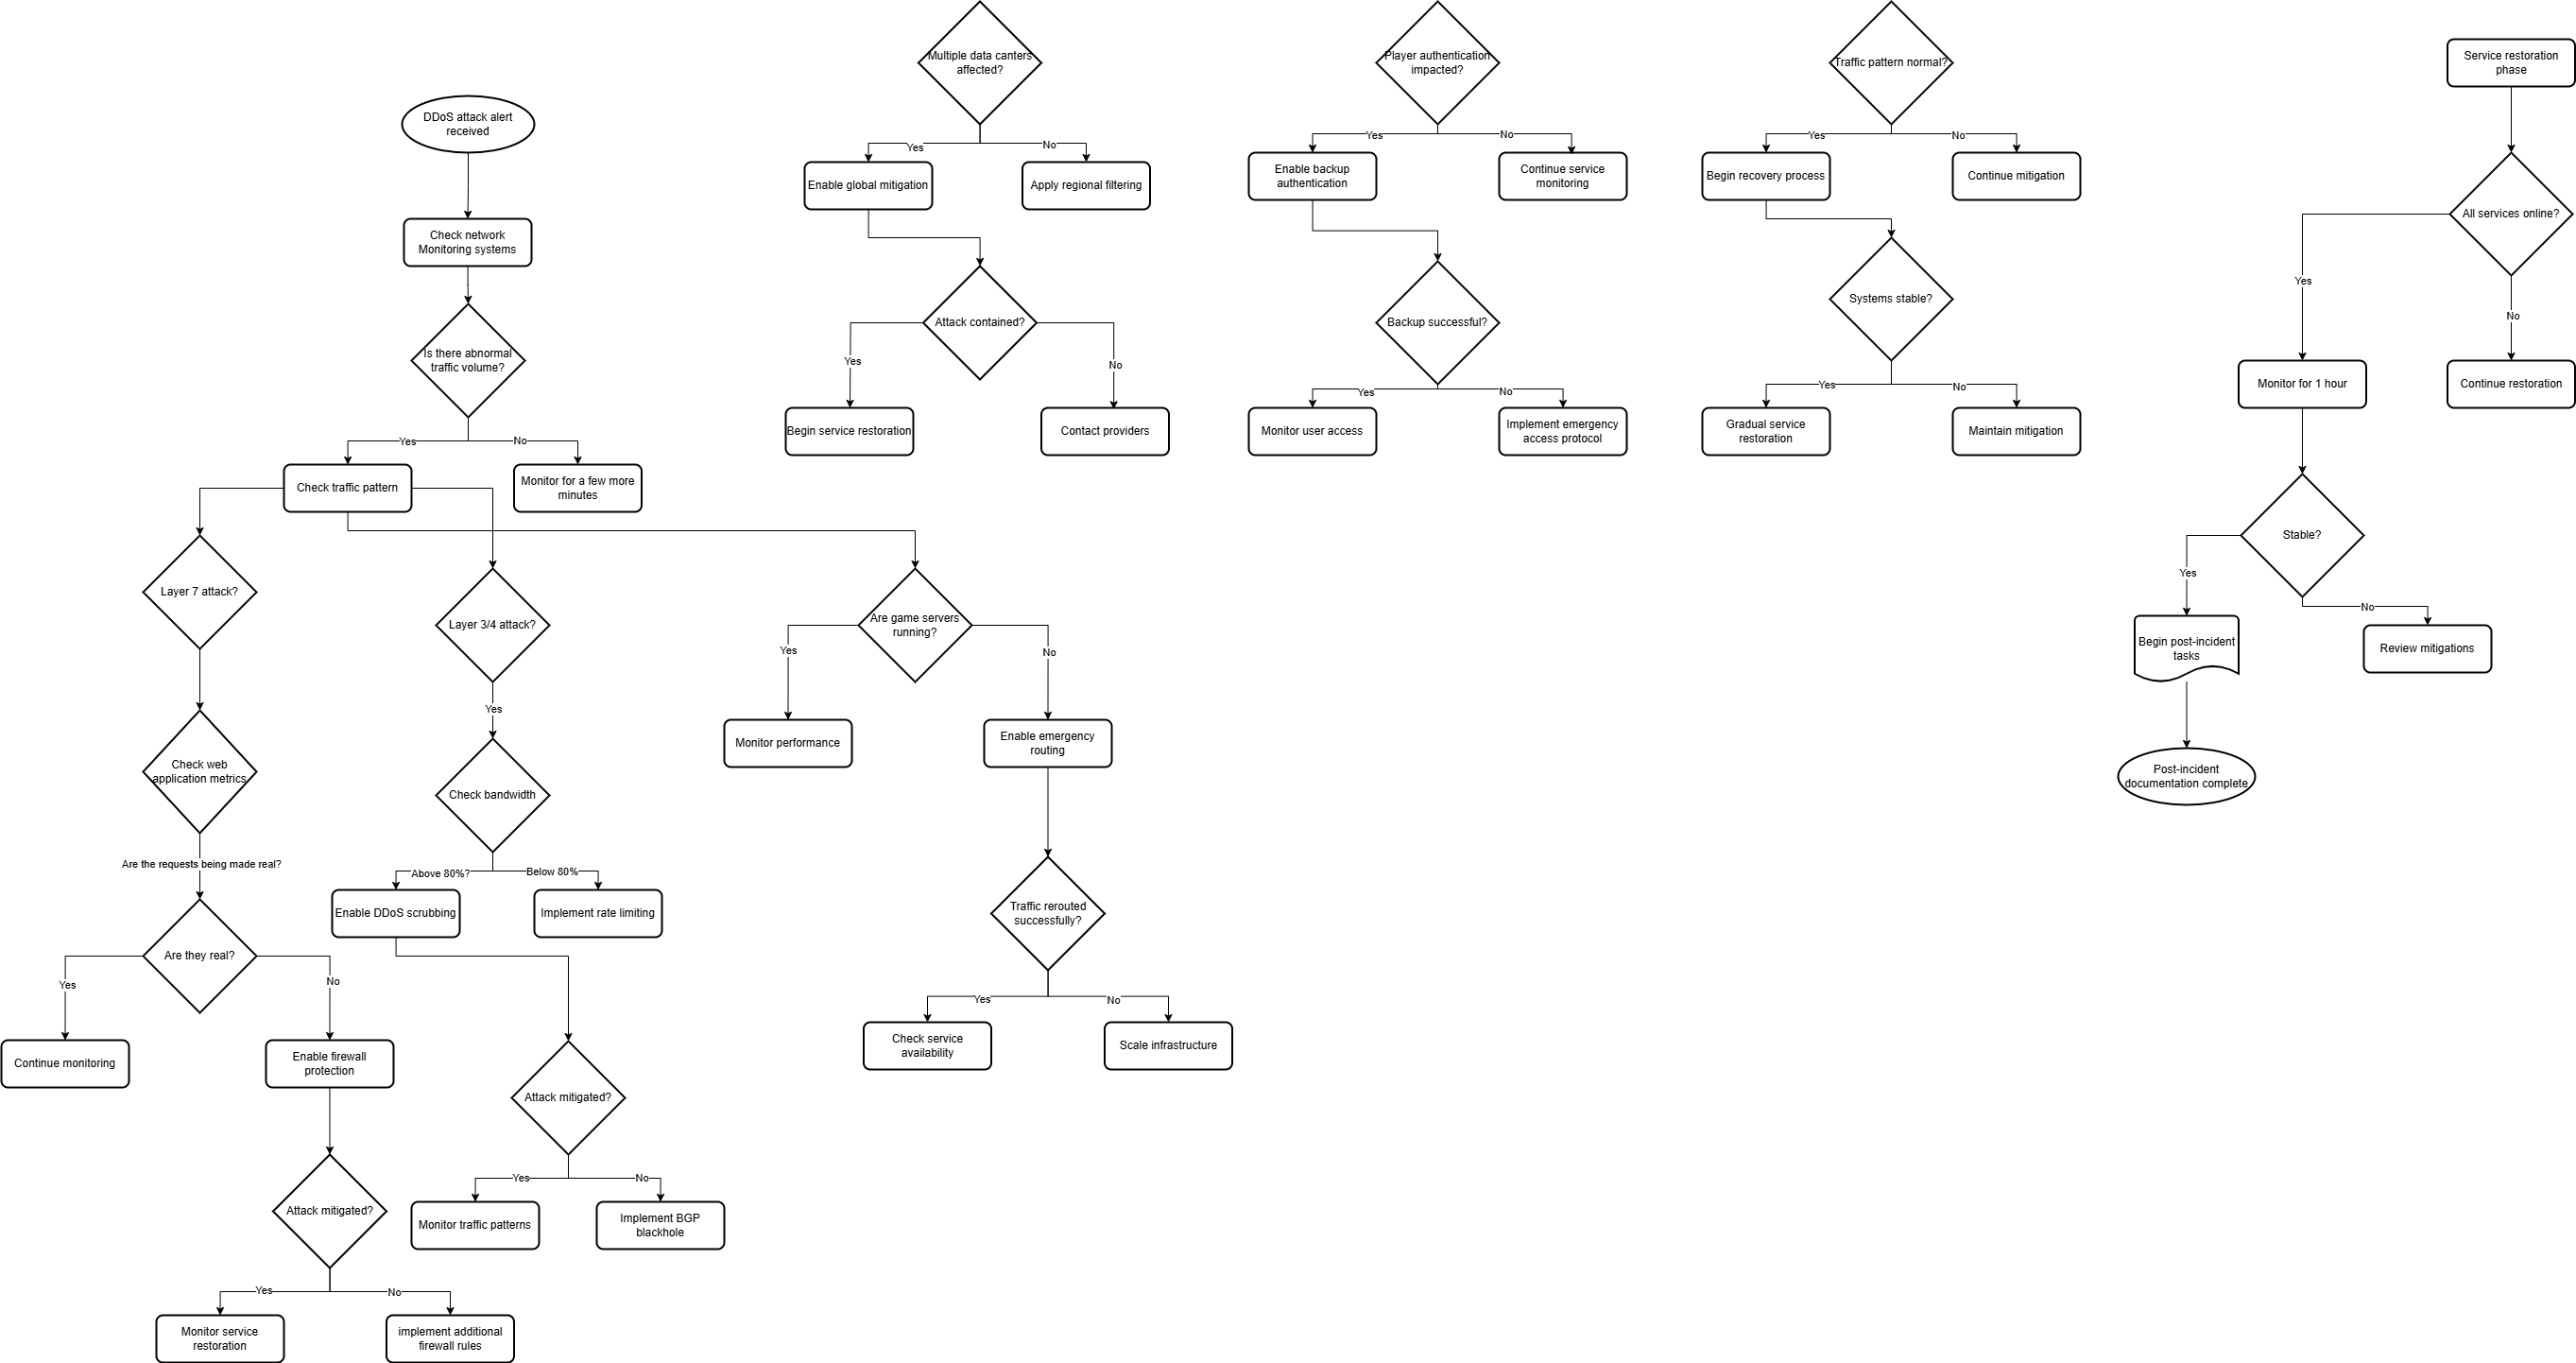 DDoS attack alert
received
Check network
Monitoring systems
Is there abnormal
traffic volume?
Yes
No
Check traffic pattern
Monitor for a few more
minutes
Layer 7 attack?
Layer 3/4 attack?
Yes
Check web
application metrics
Check bandwidth
Are the requests being made real?
Above 80%?
Below 80%
Enable DDoS scrubbing
Implement rate limiting
Are they real?
Yes
No
Continue monitoring
Enable firewall
protection
Attack mitigated?
Yes
No
Monitor traffic patterns
Implement BGP
blackhole
Attack mitigated?
Yes
No
Monitor service
restoration
implement additional
firewall rules
Are game servers
running?
Yes
No
Monitor performance
Enable emergency
routing
Traffic rerouted
successfully?
Yes
No
Check service
availability
Scale infrastructure
Multiple data canters
affected?
Yes
No
Enable global mitigation
Apply regional filtering
Attack contained?
Yes
No
Begin service restoration
Contact providers
Player authentication
impacted?
Yes
No
Enable backup
authentication
Continue service
monitoring
Backup successful?
Yes
No
Monitor user access
Implement emergency
access protocol
Traffic pattern normal?
Yes
No
Begin recovery process
Continue mitigation
Systems stable?
Yes
No
Gradual service
restoration
Maintain mitigation
Service restoration
phase
All services online?
Yes
No
Monitor for 1 hour
Continue restoration
Stable?
Yes
No
Begin post-incident
tasks
Review mitigations
Post-incident
documentation complete